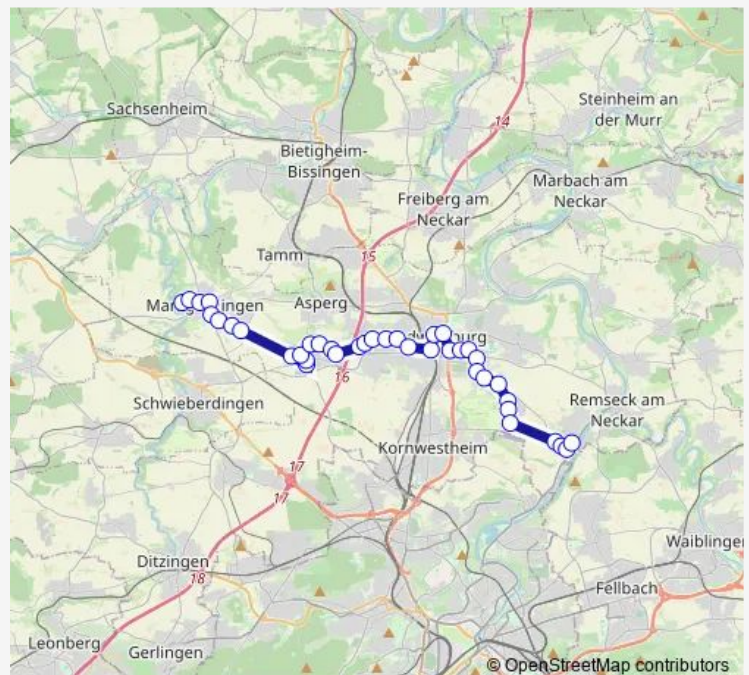 Sachsenheim
Steinheim an
der Murr
14
Bietigheim-
Bissingen
Marbach am
Neckar
Freiberg am
Neckar
15
Tamm
Asperg
16
Schwieberdingen
Remseck am
Neckar
Kornwestheim
17
17
Waiblingen
Ditzingen
18
Fellbach
Leonberg
Gerlingen
© OpenStreetMap contributors